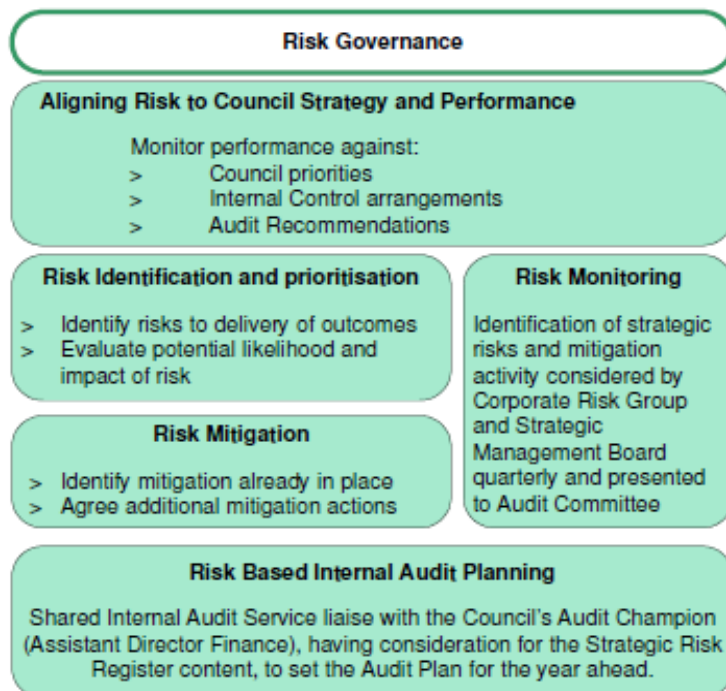 Risk Governance
Aligning Risk to Council Strategy and Performance
Monitor performance against:
> Council priorities
> Internal Control arrangements
> Audit Recommendations
Risk Identification and prioritisation
> Identify risks to delivery of outcomes
> Evaluate potential likelihood and
impact of risk
Risk Mitigation
> Identify mitigation already in place
> Agree additional mitigation actions
Risk Monitoring
Identification of strategic
risks and mitigation
activity considered by
Corporate Risk Group
and Strategic
Management Board
quarterly and presented
to Audit Committee
Risk Based Internal Audit Planning
Shared Internal Audit Service liaise with the Council's Audit Champion
(Assistant Director Finance), having consideration for the Strategic Risk
Register content, to set the Audit Plan for the year ahead.